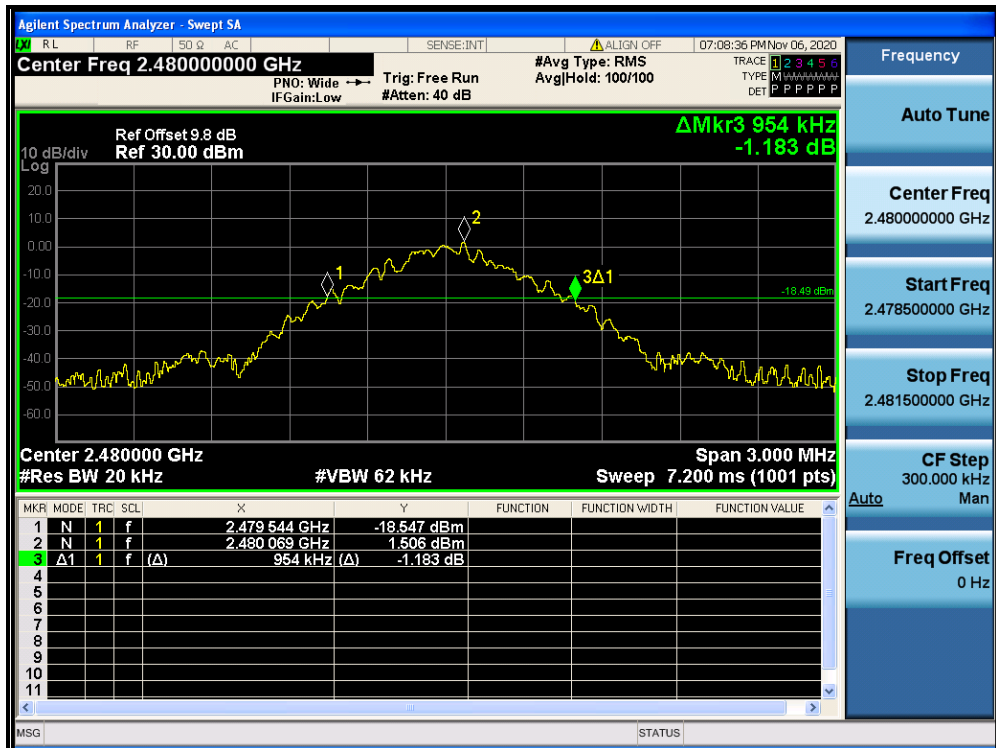 Agilent Spectrum Analyzer - Swept SA
LXI RL RF 50 Ω AC SENSE:INT ALIGN OFF 07:08:36 PM Nov 06, 2020
Center Freq 2.480000000 GHz
PNO: Wide
IFGain:Low
Trig: Free Run
#Atten: 40 dB
#Avg Type: RMS
Avg|Hold: 100/100
TRACE 1 2 3 4 5 6
TYPE M
DET P P P P P P
Ref Offset 9.8 dB
Ref 30.00 dBm
10 dB/div
Log
ΔMkr3 954 kHz
-1.183 dB
20.0
10.0
0.00
-10.0
-20.0
-30.0
-40.0
-50.0
-60.0
1
2
3Δ1
-18.49 dBm
Center 2.480000 GHz Span 3.000 MHz
#Res BW 20 kHz #VBW 62 kHz Sweep 7.200 ms (1001 pts)
MKR MODE TRC SCL X Y FUNCTION FUNCTION WIDTH FUNCTION VALUE
1 N 1 f 2.479 544 GHz -18.547 dBm
2 N 1 f 2.480 069 GHz 1.506 dBm
3 Δ1 1 f (Δ) 954 kHz (Δ) -1.183 dB
4
5
6
7
8
9
10
11
MSG STATUS
Frequency
Auto Tune
Center Freq
2.480000000 GHz
Start Freq
2.478500000 GHz
Stop Freq
2.481500000 GHz
CF Step
300.000 kHz
Auto Man
Freq Offset
0 Hz